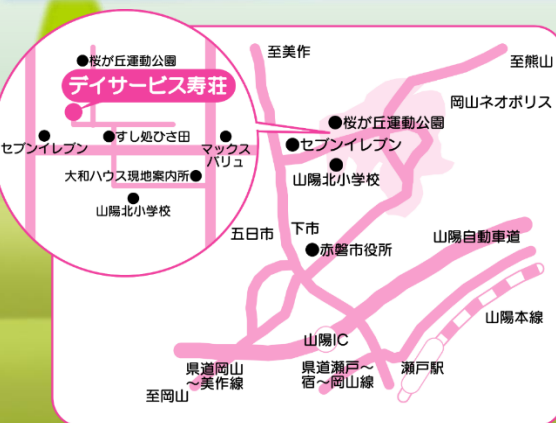 桜が丘運動公園
デイサービス寿荘
セブンイレブン
すし処ひさ田
マックス
バリュ
大和ハウス現地案内所
山陽北小学校
至美作
至熊山
岡山ネオポリス
桜が丘運動公園
セブンイレブン
山陽北小学校
五日市
下市
赤磐市役所
山陽自動車道
山陽本線
山陽IC
県道岡山
～美作線
県道瀬戸～
宿～岡山線
瀬戸駅
至岡山